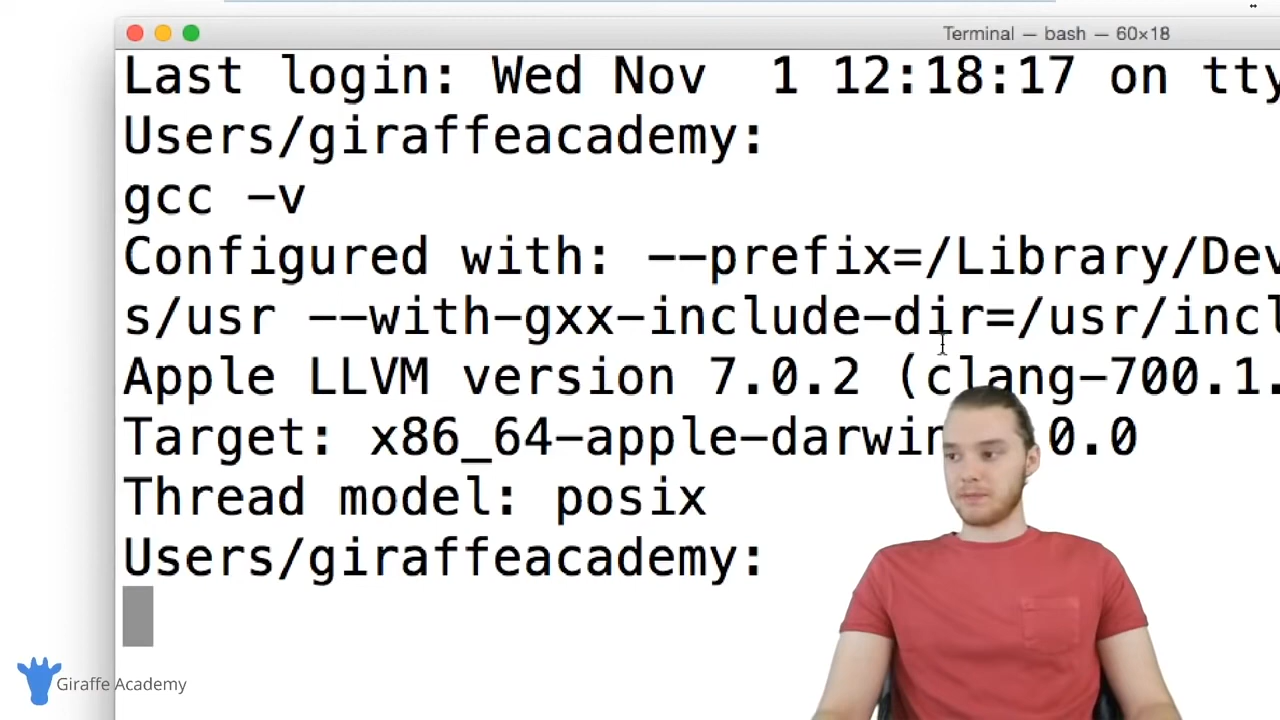 Terminal — bash — 60×18
Last login: Wed Nov  1 12:18:17 on tty
Users/giraffeacademy:
gcc -v
Configured with: --prefix=/Library/Dev
s/usr --with-gxx-include-dir=/usr/incl
Apple LLVM version 7.0.2 (clang-700.1.
Target: x86_64-apple-darwin 0.0
Thread model: posix
Users/giraffeacademy:
Giraffe Academy